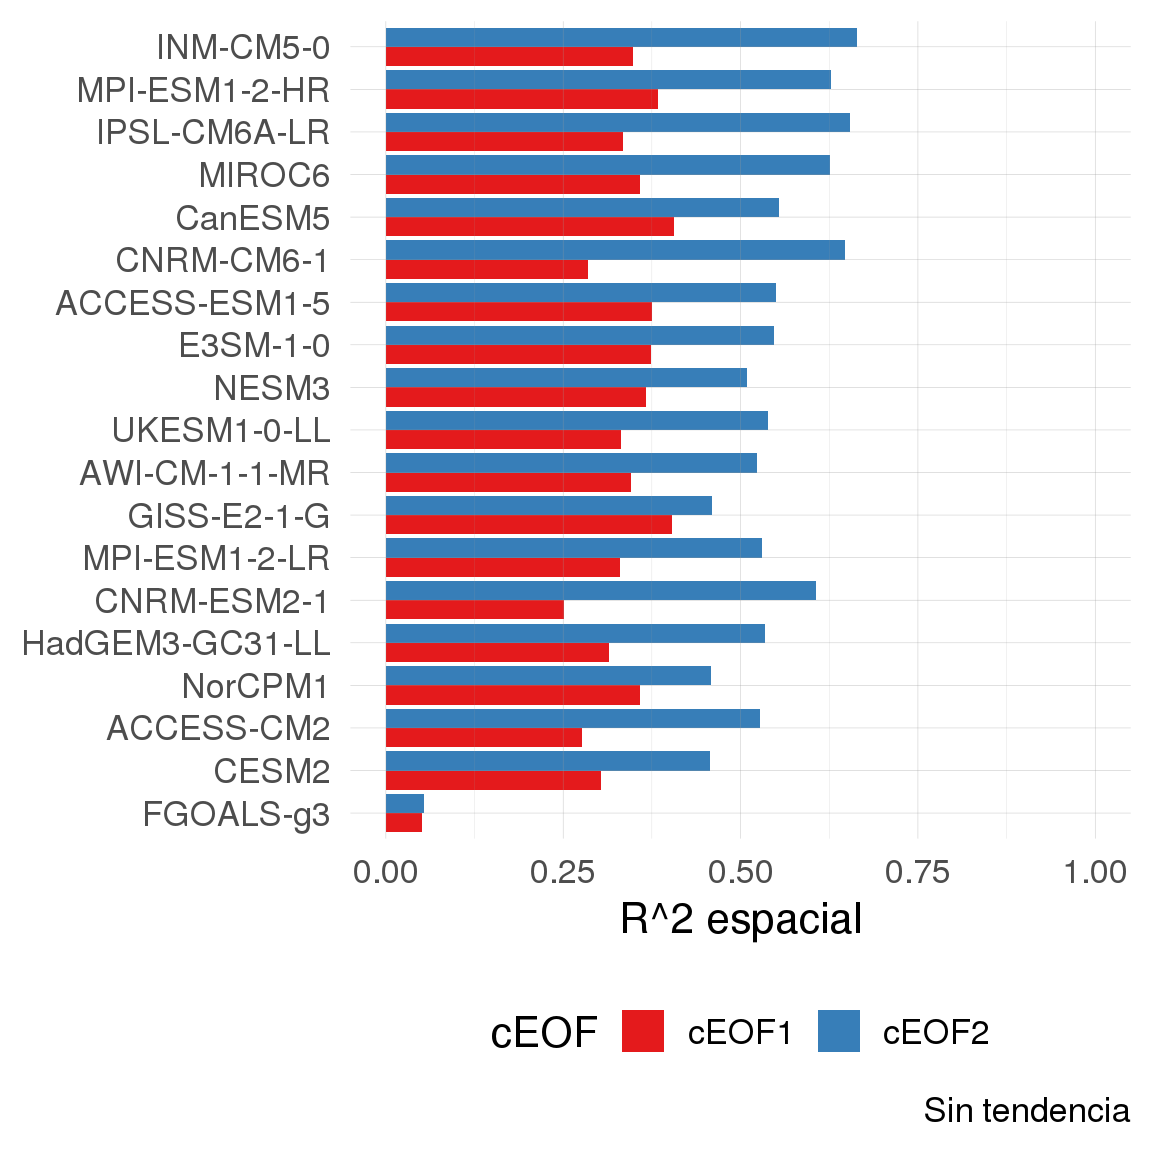 INM-CM5-0
MPI-ESM1-2-HR
IPSL-CM6A-LR
MIROC6
CanESM5
CNRM-CM6-1
ACCESS-ESM1-5
E3SM-1-0
NESM3
UKESM1-0-LL
AWI-CM-1-1-MR
GISS-E2-1-G
MPI-ESM1-2-LR
CNRM-ESM2-1
HadGEM3-GC31-LL
NorCPM1
ACCESS-CM2
CESM2
FGOALS-g3
0.00 0.25 0.50 0.75 1.00
R^2 espacial
cEOF cEOF1 cEOF2
Sin tendencia